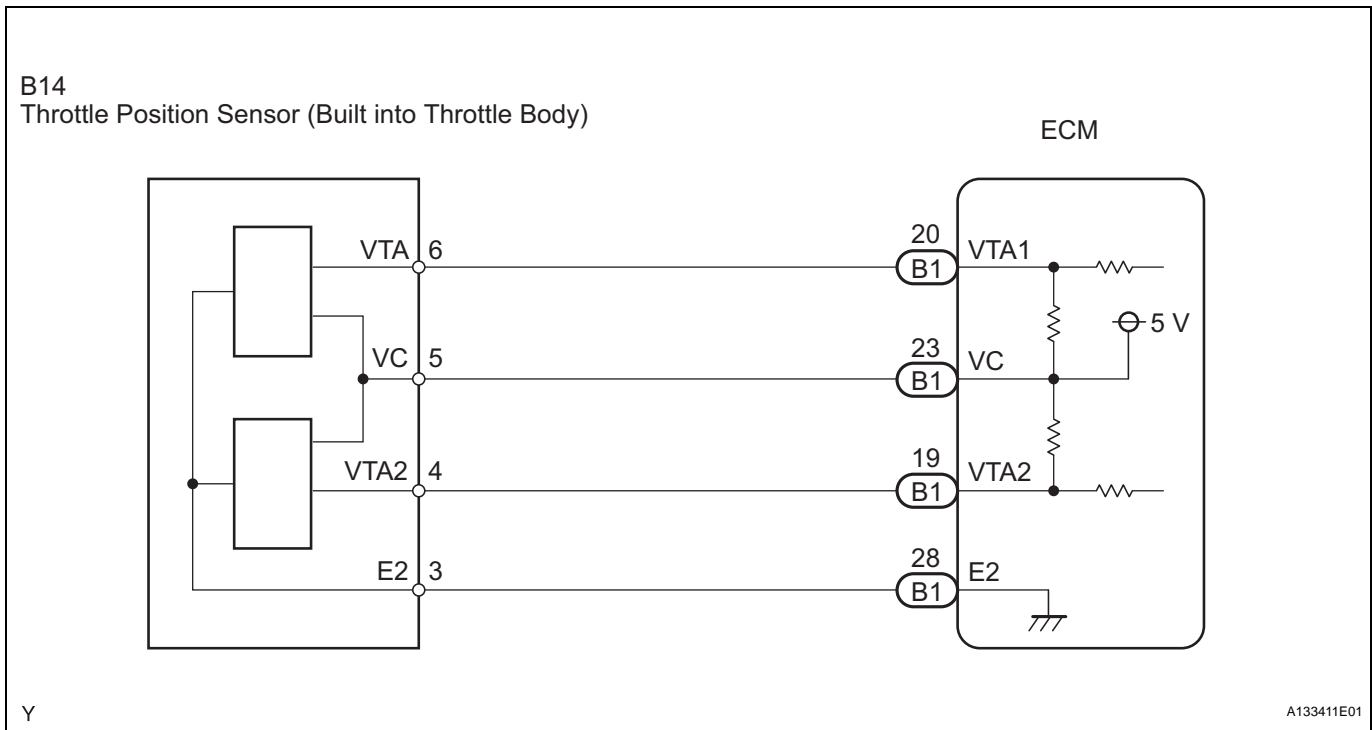 B14
Throttle Position Sensor (Built into Throttle Body)
ECM
VTA 6
20
B1
VTA1
5 V
VC 5
23
B1
VC
VTA2 4
19
B1
VTA2
E2 3
28
B1
E2
Y
A133411E01